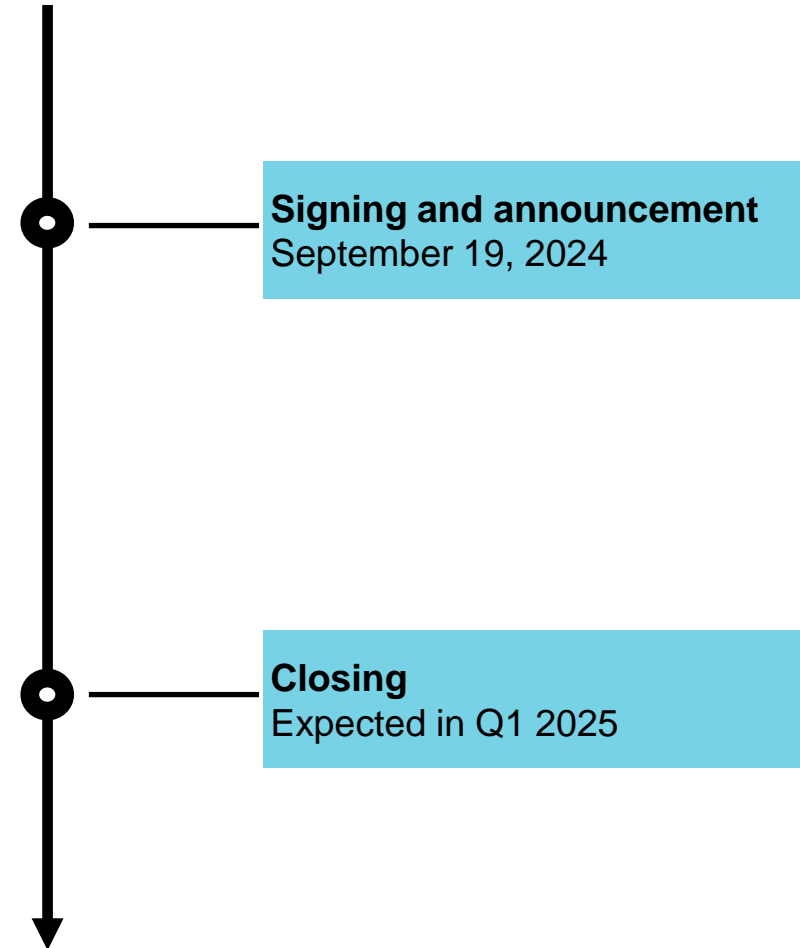 Signing and announcement
September 19, 2024
Closing
Expected in Q1 2025